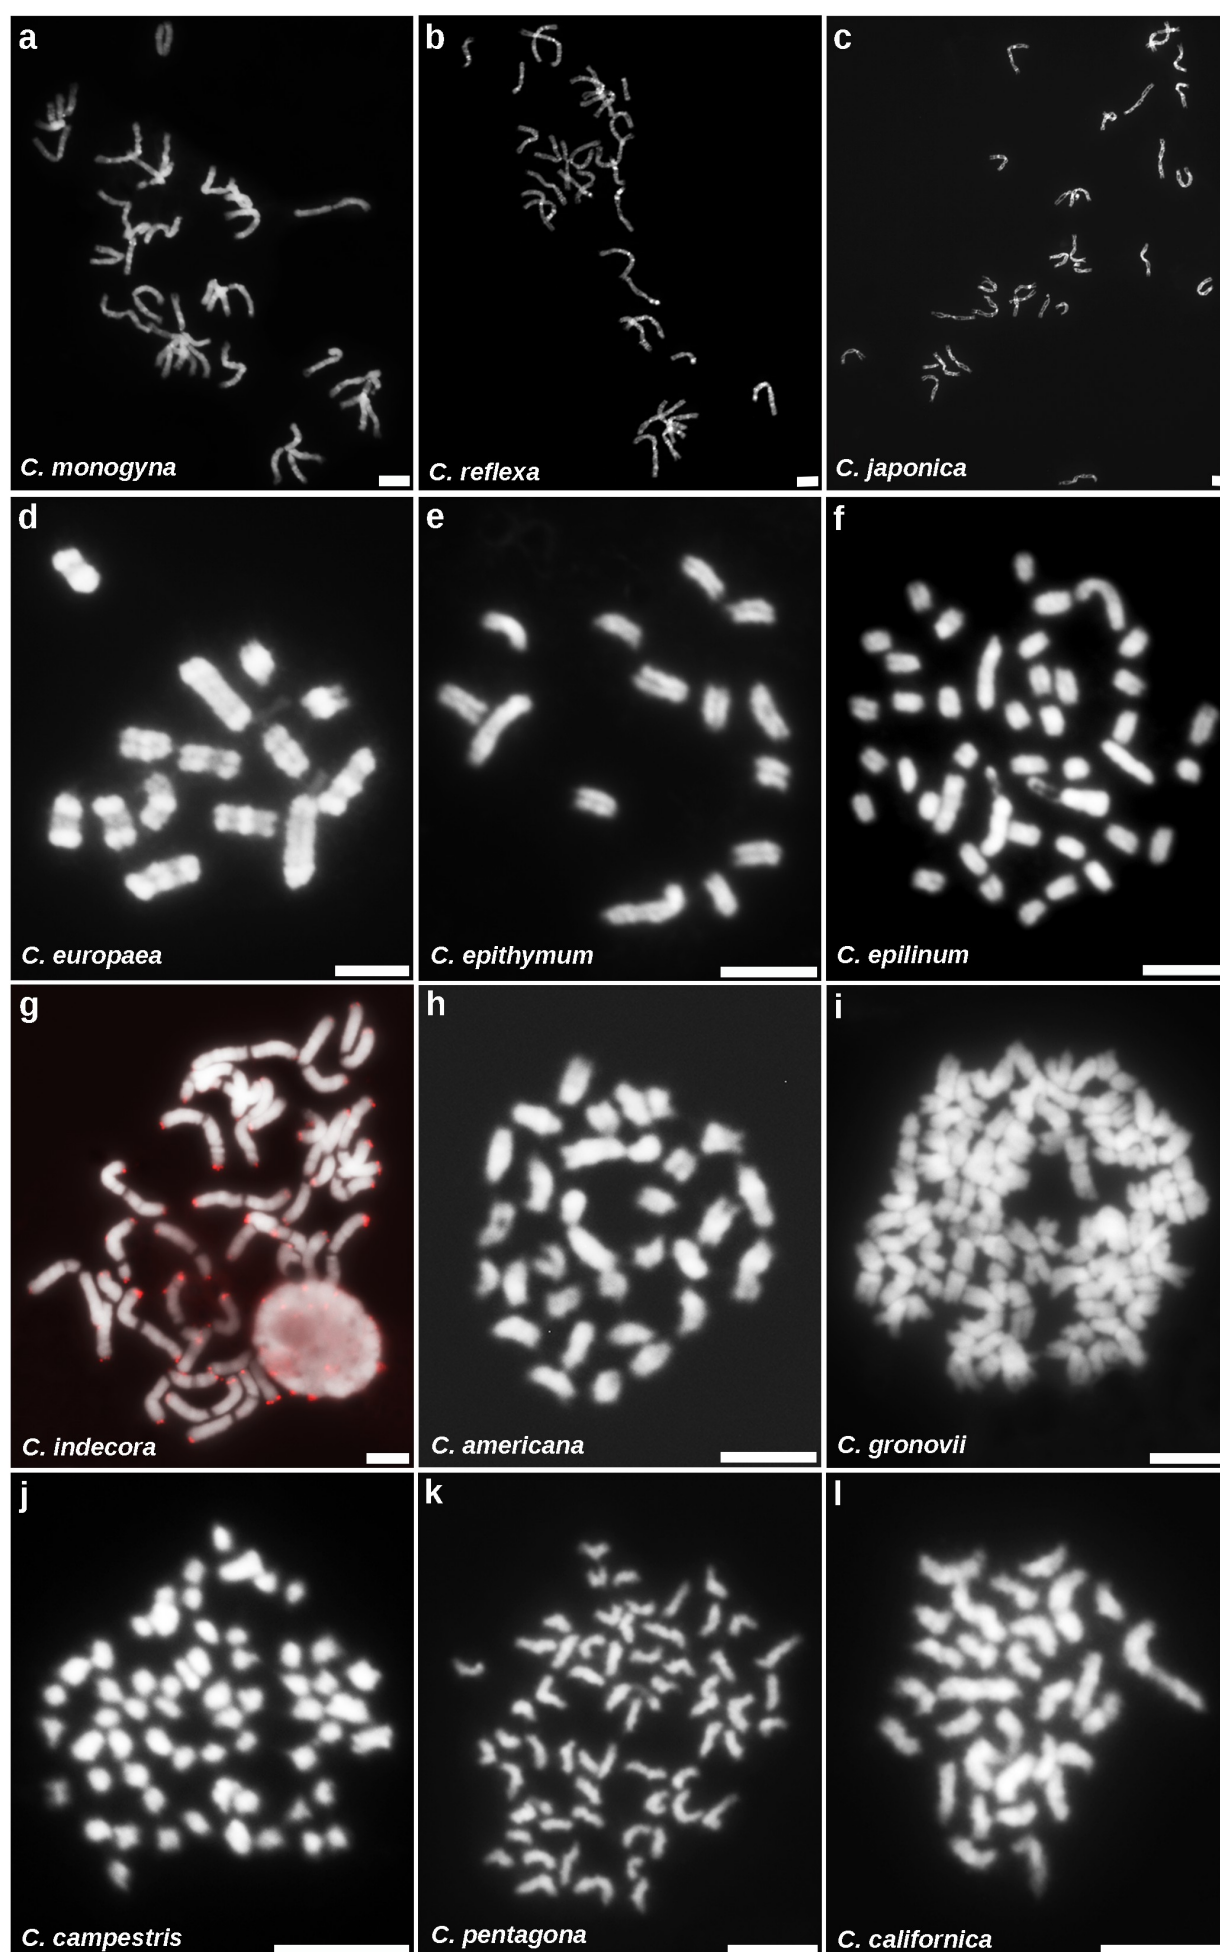 a
b
c
C. monogyna
C. reflexa
C. japonica
d
e
f
C. europaea
C. epithymum
C. epilinum
g
h
i
C. indecora
C. americana
C. gronovii
j
k
l
C. campestris
C. pentagona
C. californica